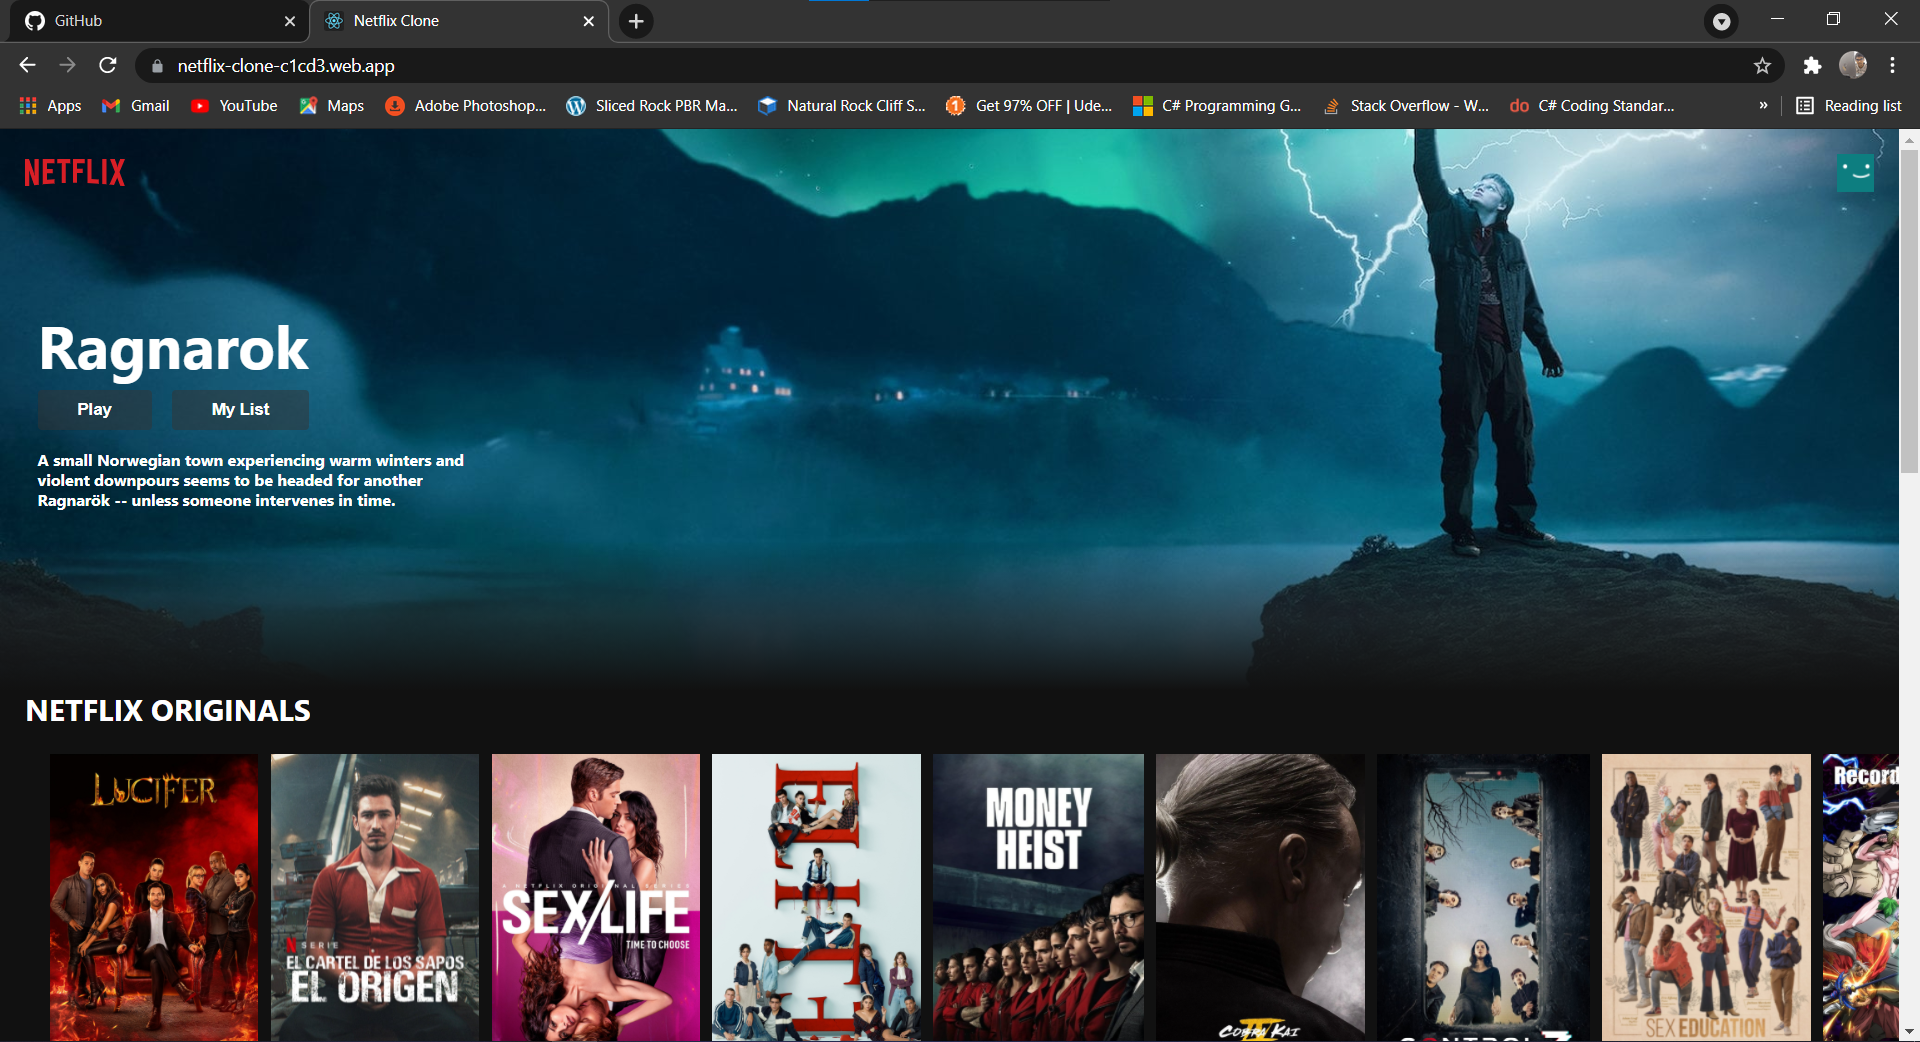 GitHub
Netflix Clone
netflix-clone-c1cd3.web.app
Apps
Gmail
YouTube
Maps
Adobe Photoshop...
Sliced Rock PBR Ma...
Natural Rock Cliff S...
Get 97% OFF | Ude...
C# Programming G...
Stack Overflow - W...
do
C# Coding Standar...
»
Reading list
NETFLIX
Ragnarok
Play
My List
A small Norwegian town experiencing warm winters and
violent downpours seems to be headed for another
Ragnarök -- unless someone intervenes in time.
NETFLIX ORIGINALS
LUCIFER
N SERIE
EL CARTEL DE LOS SAPOS
EL ORIGEN
A NETFLIX ORIGINAL SERIES
SEX/LIFE
TIME TO CHOOSE
ELITE
MONEY
HEIST
COBRA KAI
IV
SEX EDUCATION
Record